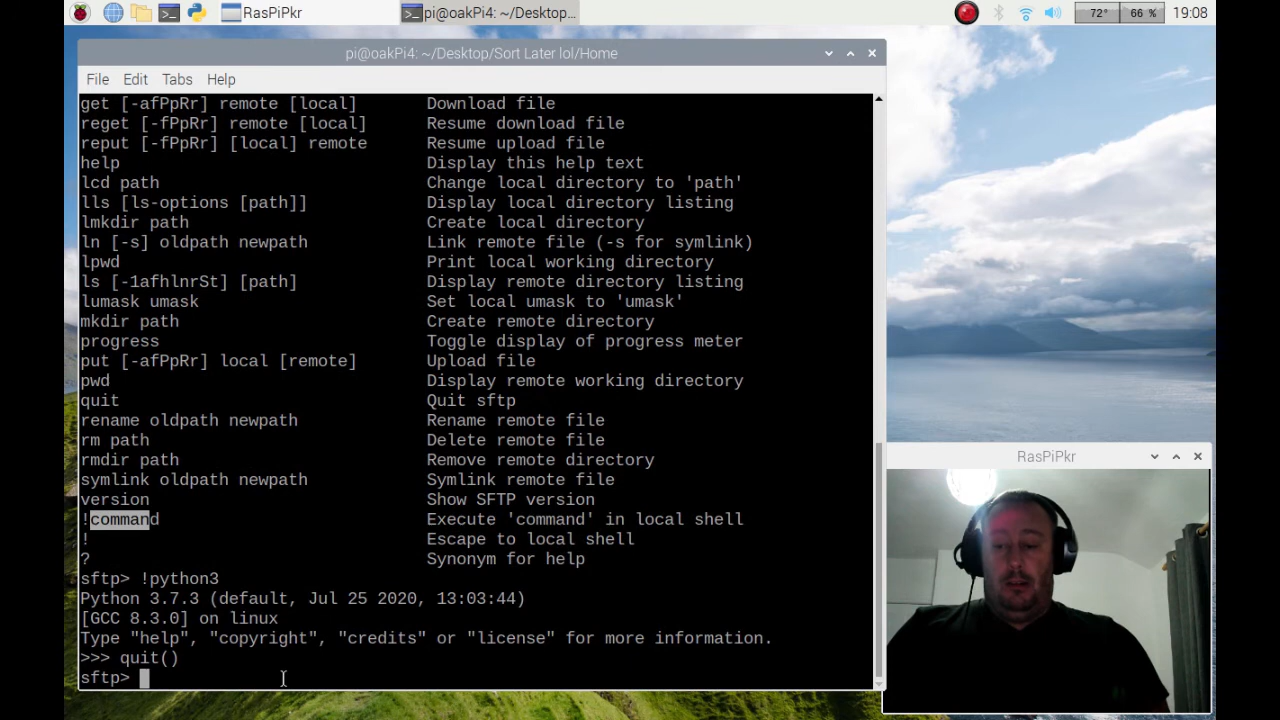 RasPiPkr
pi@oakPi4: ~/Desktop...
72°
66 %
19:08
pi@oakPi4: ~/Desktop/Sort Later lol/Home
File Edit Tabs Help
get [-afPpRr] remote [local] Download file
reget [-fPpRr] remote [local] Resume download file
reput [-fPpRr] [local] remote Resume upload file
help Display this help text
lcd path Change local directory to 'path'
lls [ls-options [path]] Display local directory listing
lmkdir path Create local directory
ln [-s] oldpath newpath Link remote file (-s for symlink)
lpwd Print local working directory
ls [-1afhlnrSt] [path] Display remote directory listing
lumask umask Set local umask to 'umask'
mkdir path Create remote directory
progress Toggle display of progress meter
put [-afPpRr] local [remote] Upload file
pwd Display remote working directory
quit Quit sftp
rename oldpath newpath Rename remote file
rm path Delete remote file
rmdir path Remove remote directory
symlink oldpath newpath Symlink remote file
version Show SFTP version
!command Execute 'command' in local shell
! Escape to local shell
? Synonym for help
sftp> !python3
Python 3.7.3 (default, Jul 25 2020, 13:03:44)
[GCC 8.3.0] on linux
Type "help", "copyright", "credits" or "license" for more information.
>>> quit()
sftp>
RasPiPkr